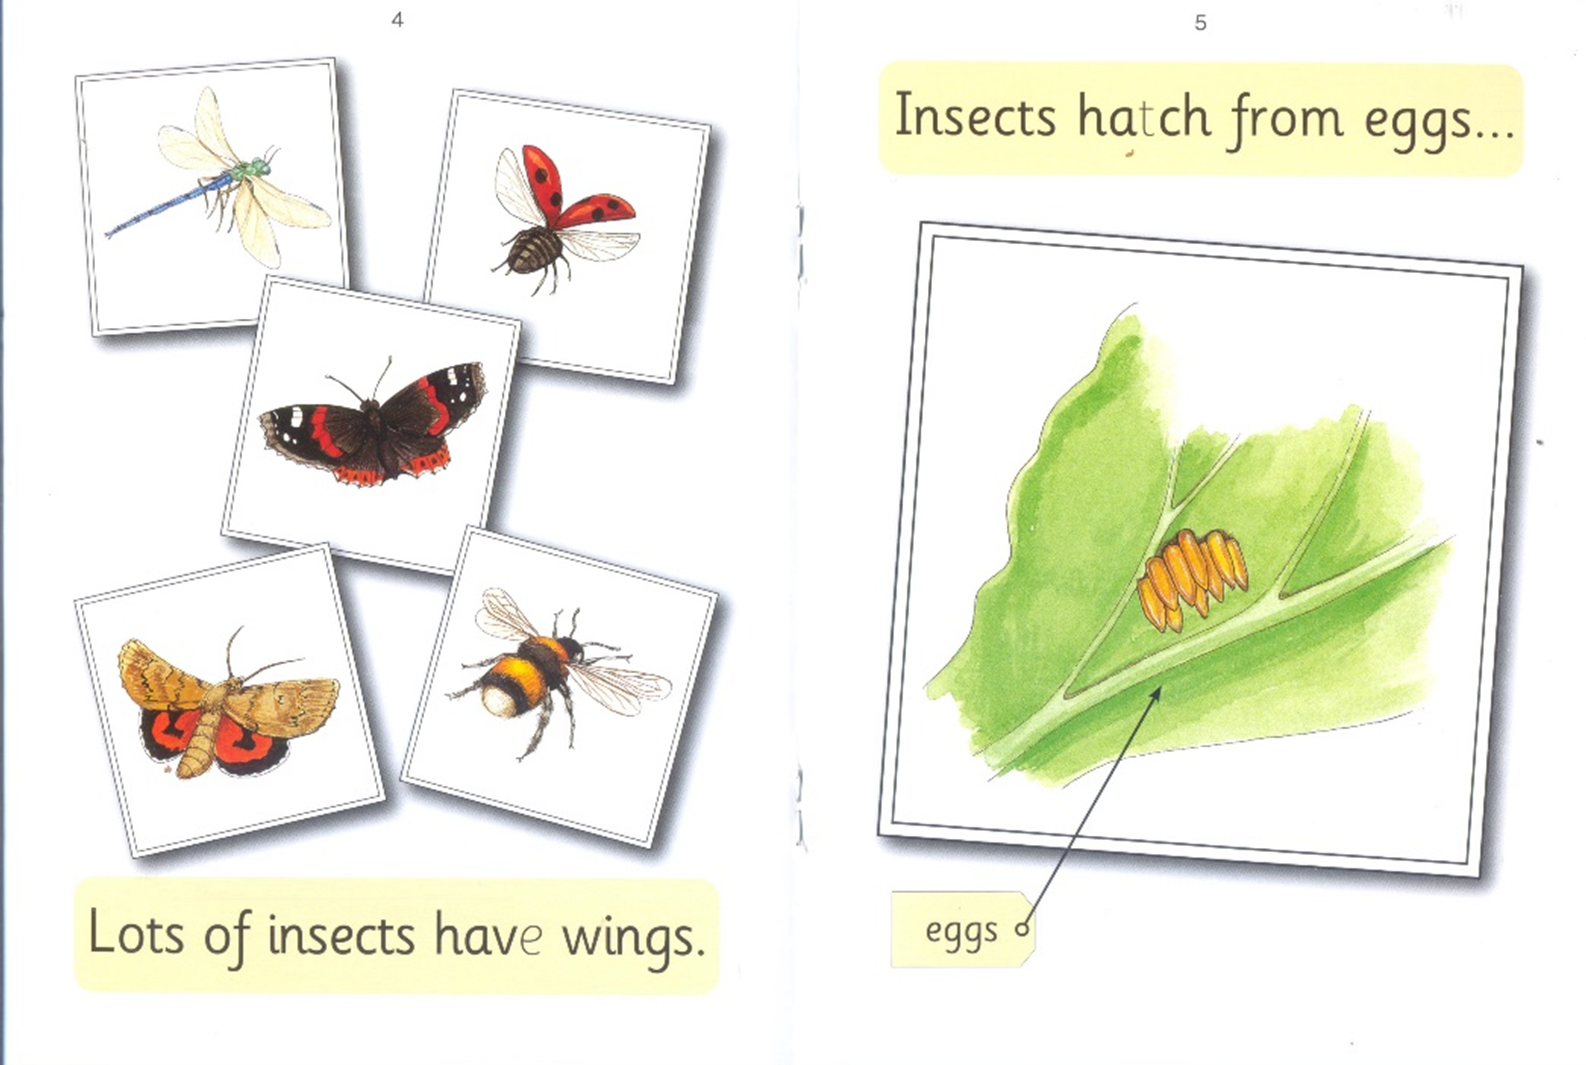 4
Lots of insects have wings.
5
Insects hatch from eggs...
eggs